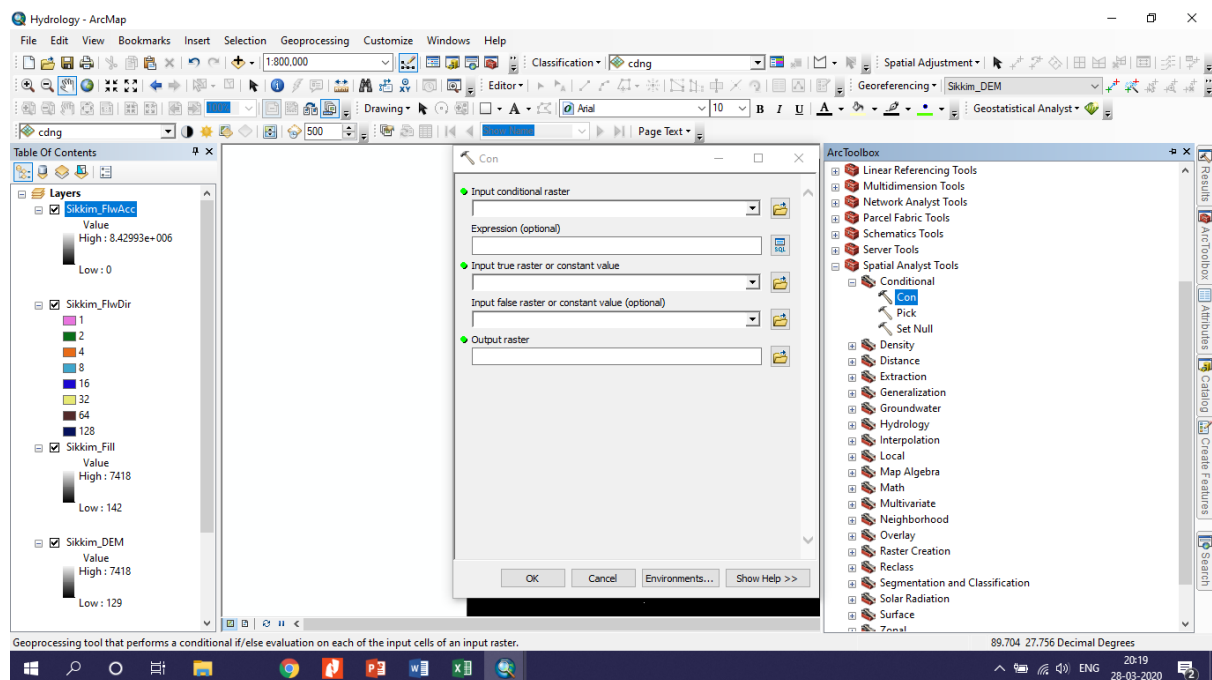 Hydrology - ArcMap
File Edit View Bookmarks Insert Selection Geoprocessing Customize Windows Help
1:800,000
Classification
cdng
Spatial Adjustment
Editor
Georeferencing
Sikkim_DEM
100%
Drawing
A
Arial
10
B I U A
Geostatistical Analyst
cdng
500
Show Name
Page Text
Table Of Contents
Layers
Sikkim_FlwAcc
Value
High : 8.42993e+006
Low : 0
Sikkim_FlwDir
1
2
4
8
16
32
64
128
Sikkim_Fill
Value
High : 7418
Low : 142
Sikkim_DEM
Value
High : 7418
Low : 129
Con
Input conditional raster
Expression (optional)
SQL
Input true raster or constant value
Input false raster or constant value (optional)
Output raster
OK Cancel Environments... Show Help >>
ArcToolbox
Linear Referencing Tools
Multidimension Tools
Network Analyst Tools
Parcel Fabric Tools
Schematics Tools
Server Tools
Spatial Analyst Tools
Conditional
Con
Pick
Set Null
Density
Distance
Extraction
Generalization
Groundwater
Hydrology
Interpolation
Local
Map Algebra
Math
Multivariate
Neighborhood
Overlay
Raster Creation
Reclass
Segmentation and Classification
Solar Radiation
Surface
Zonal
Results
ArcToolbox
Attributes
Catalog
Create Features
Search
Geoprocessing tool that performs a conditional if/else evaluation on each of the input cells of an input raster.
89.704 27.756 Decimal Degrees
ENG
20:19
28-03-2020
2